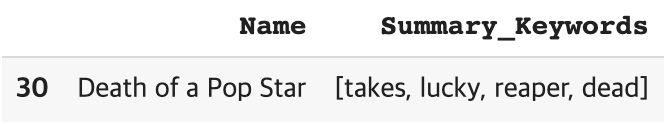 Name Summary_Keywords
30 Death of a Pop Star [takes, lucky, reaper, dead]